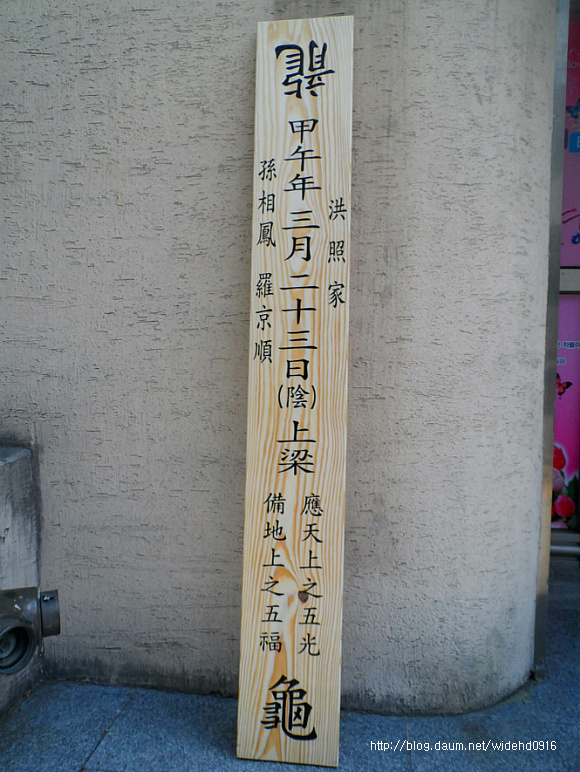 龍
甲午年三月二十三日(陰)上梁
洪照家
孫相鳳 羅京順
應天上之五光
備地上之五福
龜
http://blog.daum.net/widehd0916